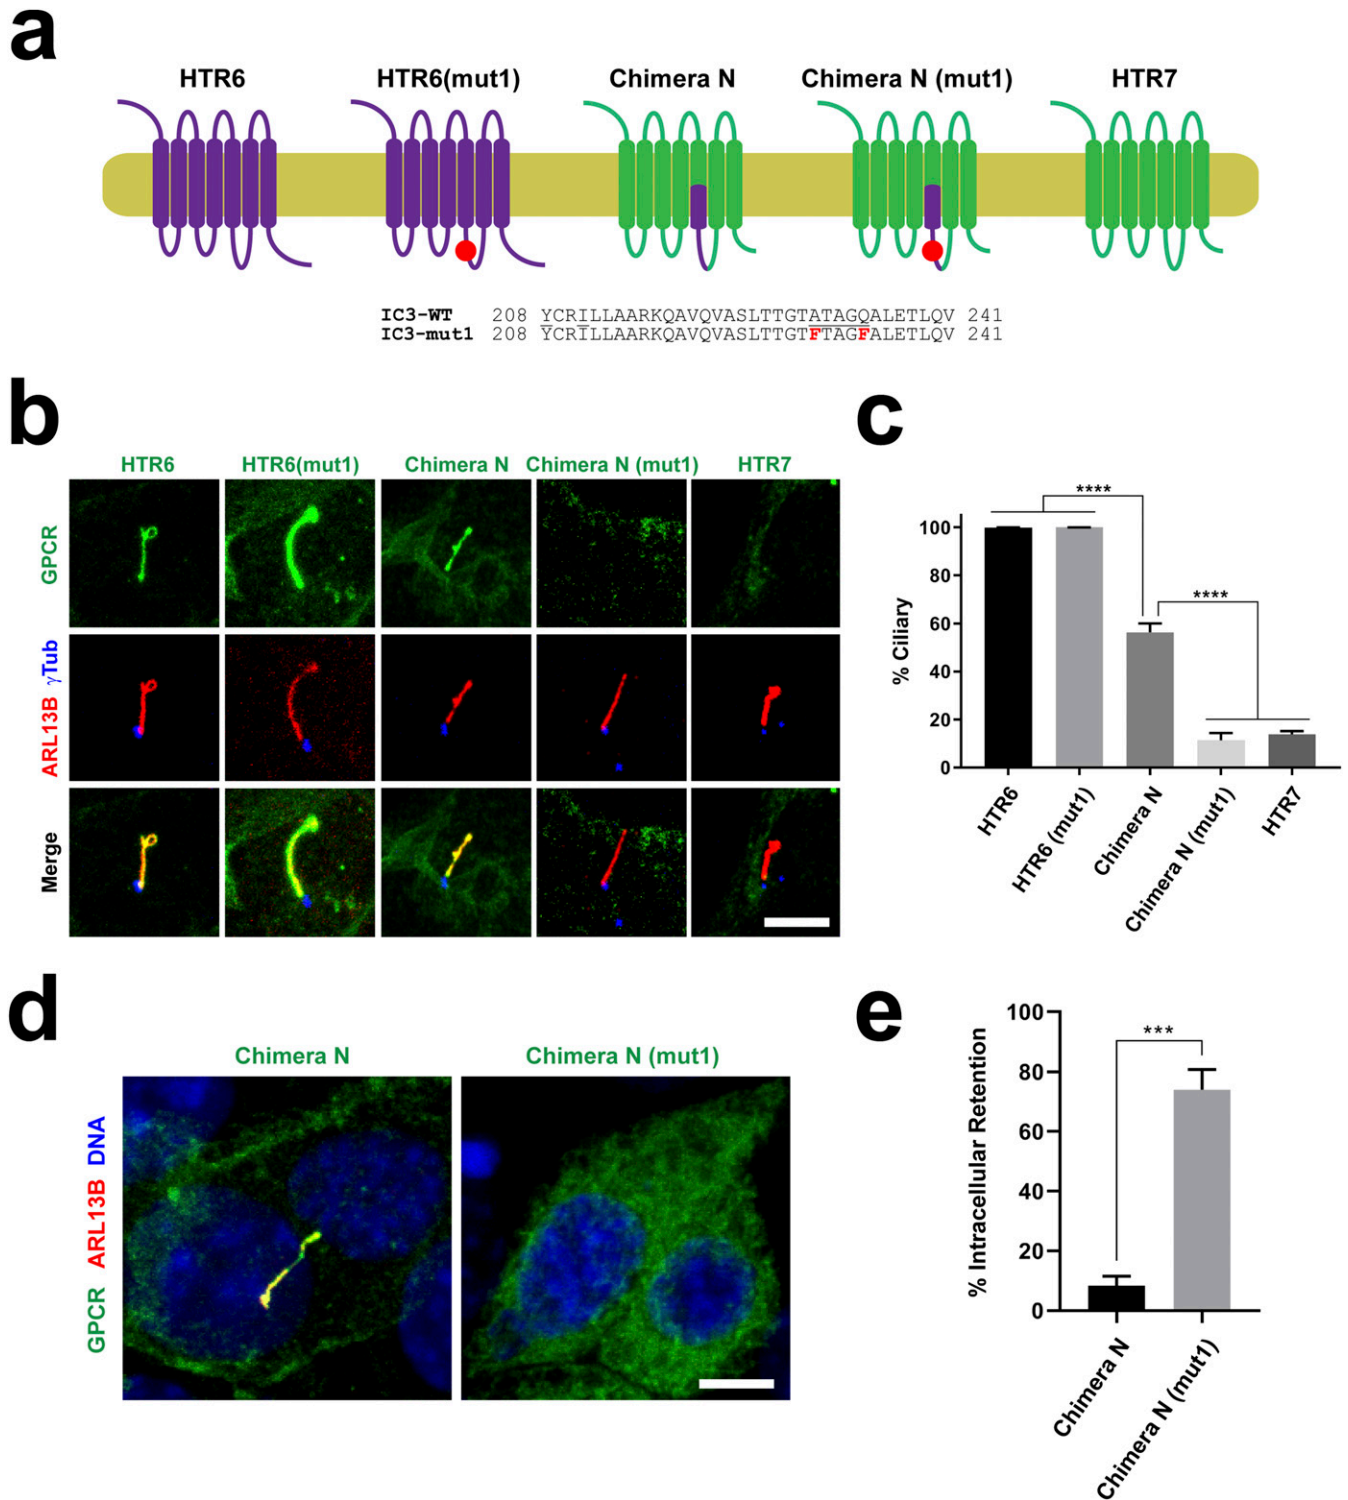 a
HTR6 HTR6(mut1) Chimera N Chimera N (mut1) HTR7
IC3-WT 208 YCRILLAARKQAVQVASLTTGTATAGQALETLQV 241
IC3-mut1 208 YCRILLAARKQAVQVASLTTGTFTAGFALETLQV 241
b
HTR6 HTR6(mut1) Chimera N Chimera N (mut1) HTR7
GPCR
ARL13B γTub
Merge
c
% Ciliary
100
80
60
40
20
0
****
****
HTR6 HTR6 (mut1) Chimera N Chimera N (mut1) HTR7
d
Chimera N Chimera N (mut1)
GPCR ARL13B DNA
e
% Intracellular Retention
100
80
60
40
20
0
***
Chimera N Chimera N (mut1)